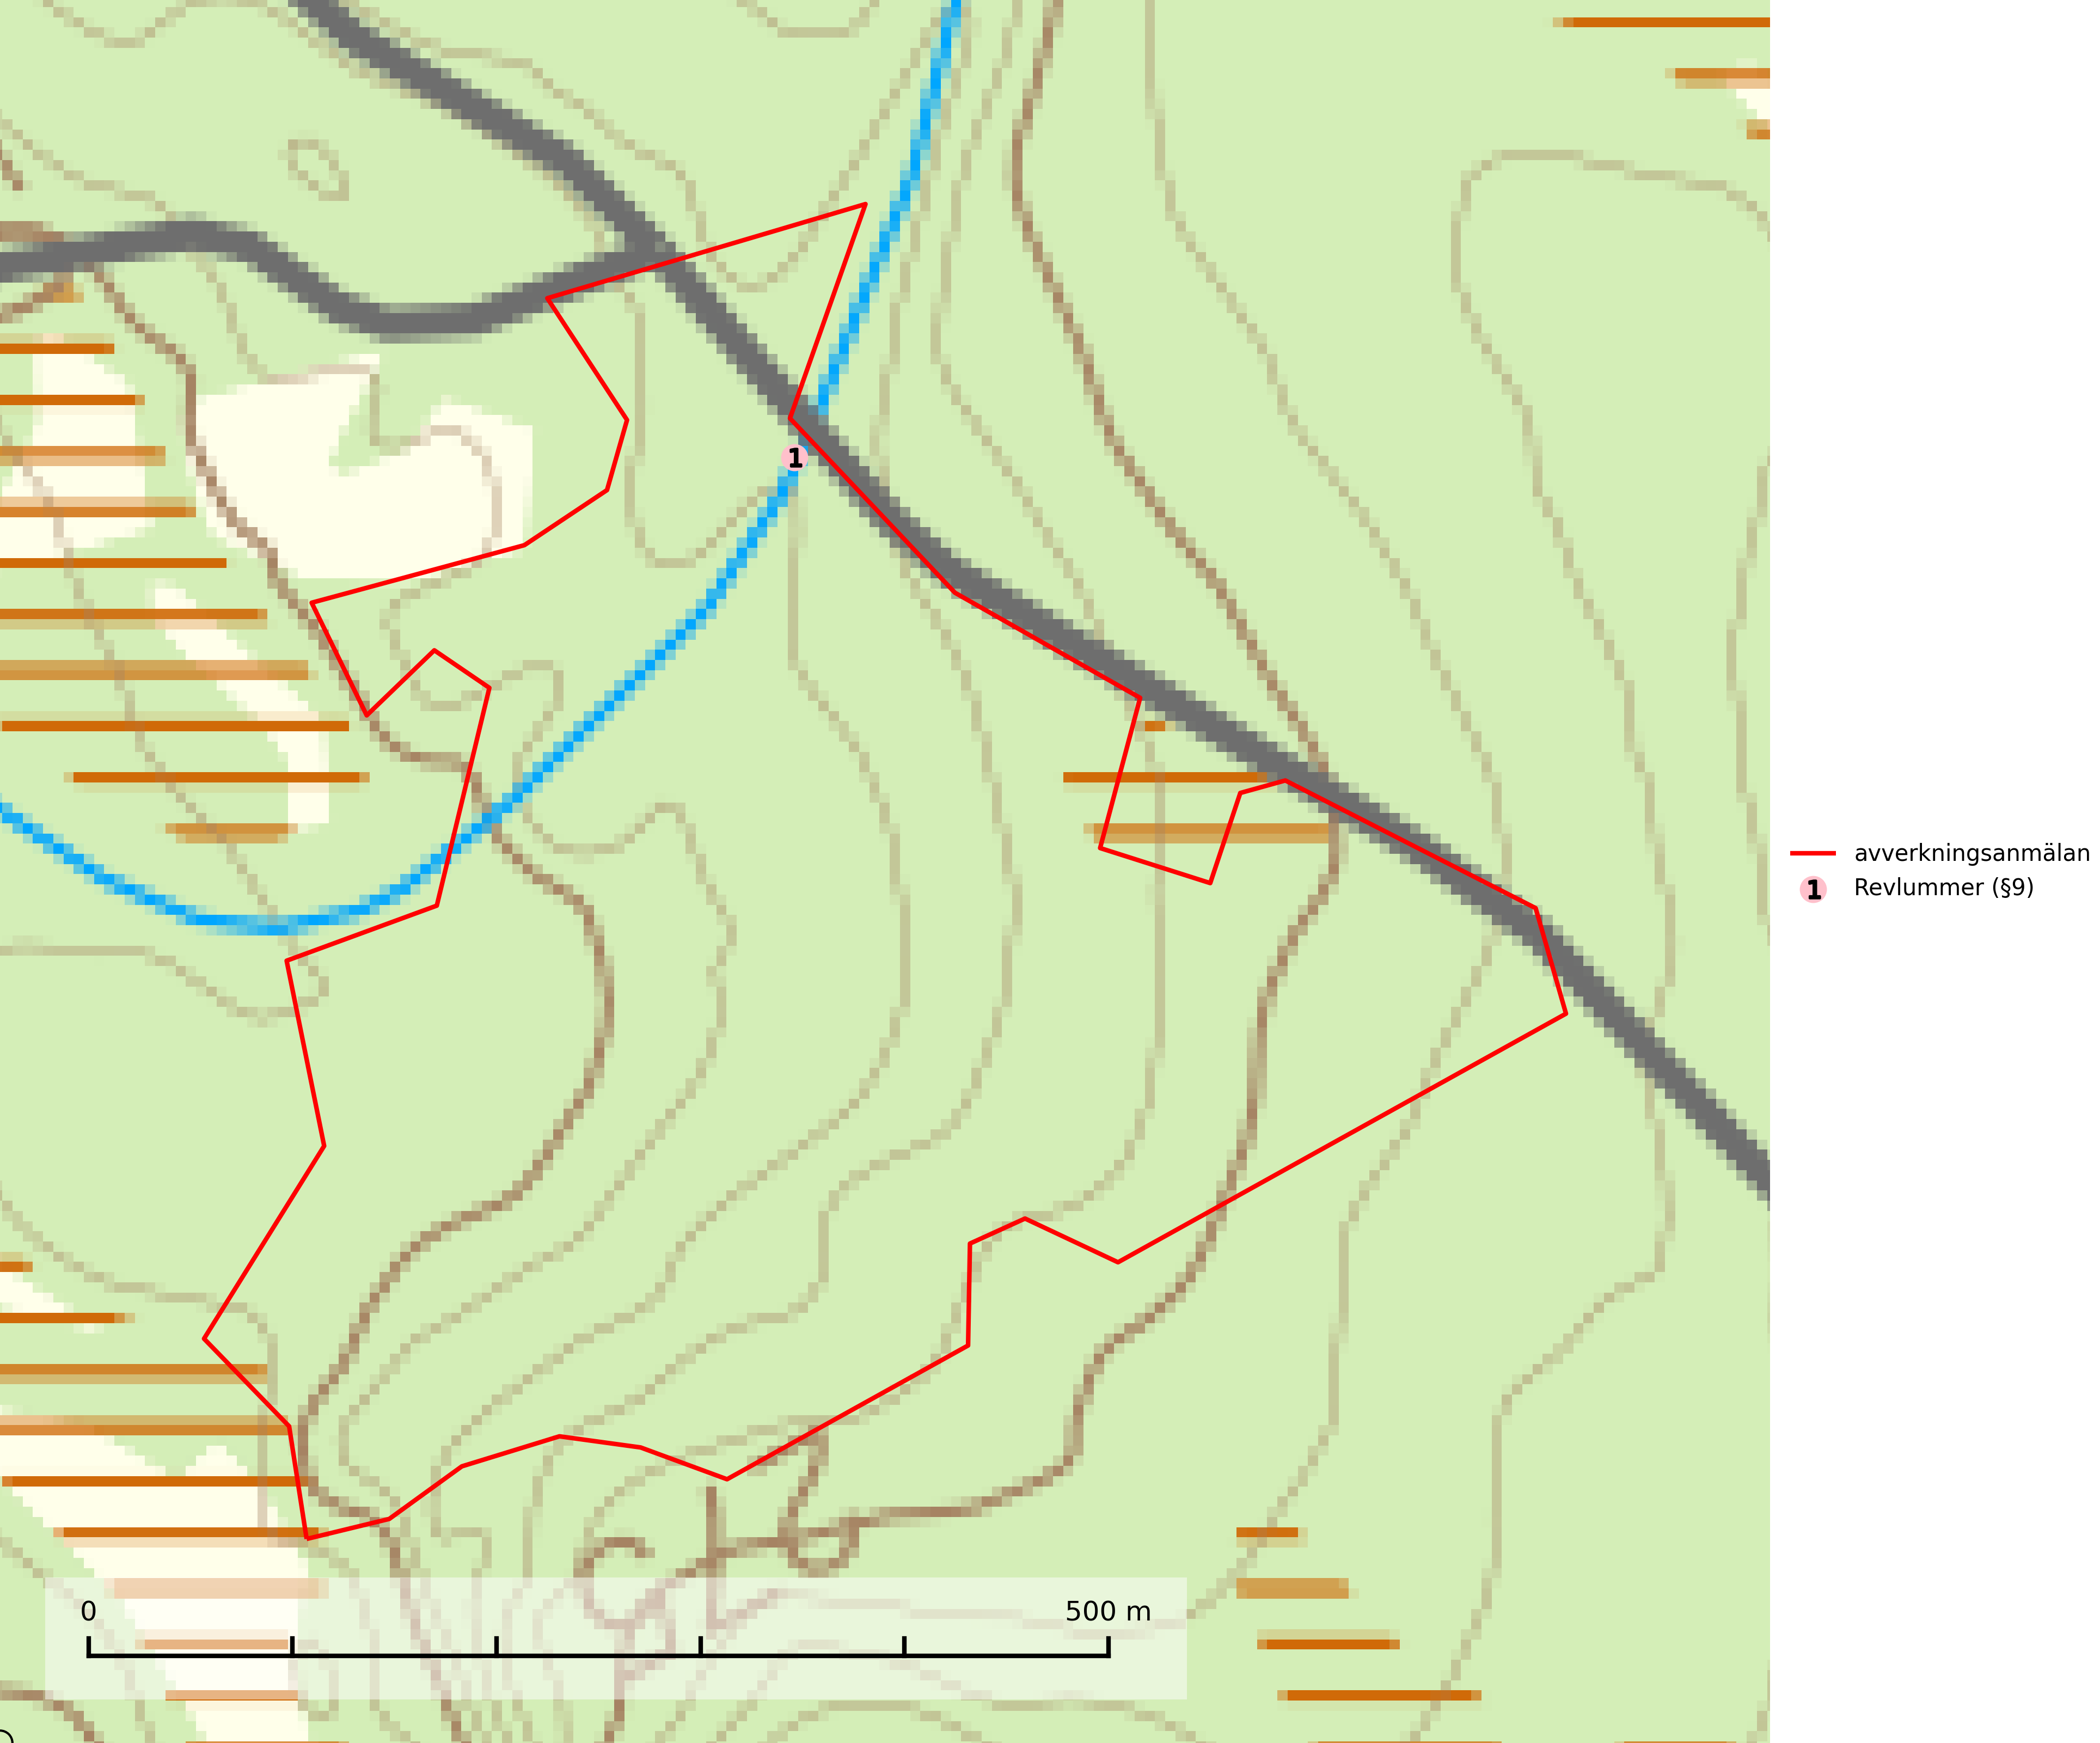 1
avverkningsanmälan
1 Revlummer (§9)
0 500 m